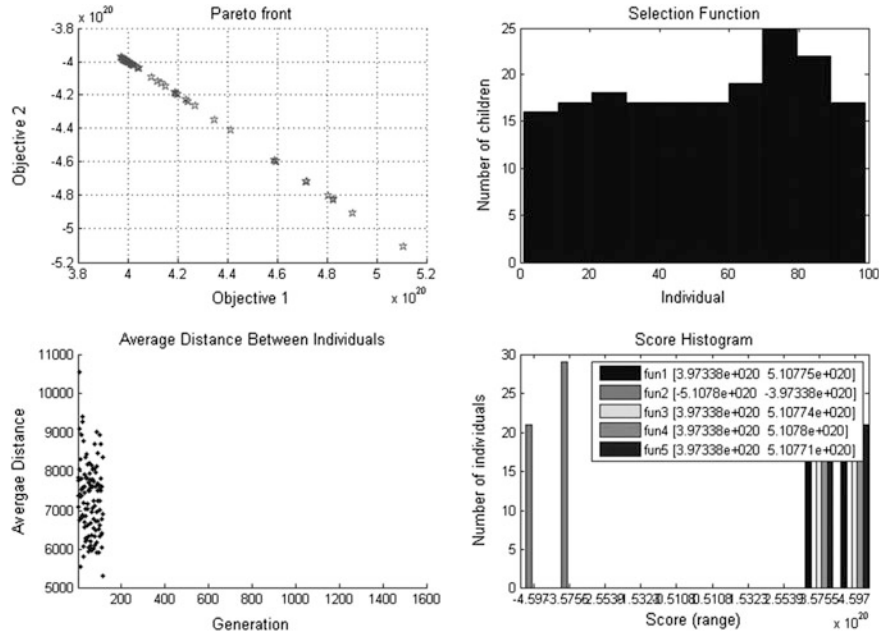 Pareto front
x 10^20
-3.8
-4
-4.2
-4.4
-4.6
-4.8
-5
-5.2
Objective 2
3.8 4 4.2 4.4 4.6 4.8 5 5.2
Objective 1
x 10^20
Selection Function
25
20
15
10
5
0
Number of children
0 20 40 60 80 100
Individual
Average Distance Between Individuals
11000
10000
9000
8000
7000
6000
5000
Avergae Distance
200 400 600 800 1000 1200 1400 1600
Generation
Score Histogram
30
25
20
15
10
5
0
Number of individuals
fun1 [3.97338e+020 5.10775e+020]
fun2 [-5.1078e+020 -3.97338e+020]
fun3 [3.97338e+020 5.10774e+020]
fun4 [3.97338e+020 5.1078e+020]
fun5 [3.97338e+020 5.10771e+020]
-4.597 -3.5755 -2.5539 -1.5323 -0.5108 0.5108 1.5323 2.5539 3.5755 4.597
Score (range)
x 10^20